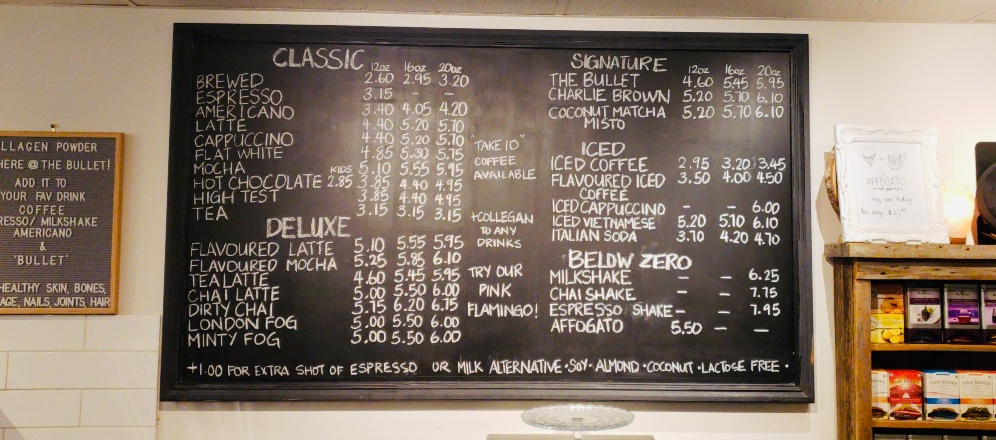 LLAGEN POWDER
HERE @ THE BULLET!
ADD IT TO
YOUR FAV DRINK
COFFEE
RESSO/ MILKSHAKE
AMERICANO
&
'BULLET'
HEALTHY SKIN, BONES,
AGE, NAILS, JOINTS, HAIR
CLASSIC 12oz 16oz 20oz
BREWED 2.60 2.95 3.20
ESPRESSO 3.15 – –
AMERICANO 3.40 4.05 4.20
LATTE 4.40 5.20 5.70
CAPPUCCINO 4.40 5.20 5.70
FLAT WHITE 4.85 5.30 5.75
MOCHA 5.10 5.55 5.95
HOT CHOCOLATE KIDS 2.85 3.85 4.40 4.95
HIGH TEST 3.85 4.40 4.95
TEA 3.15 3.15 3.15
DELUXE
FLAVOURED LATTE 5.10 5.55 5.95
FLAVOURED MOCHA 5.25 5.85 6.10
TEA LATTE 4.60 5.45 5.95
CHAI LATTE 5.00 5.50 6.00
DIRTY CHAI 5.75 6.20 6.75
LONDON FOG 5.00 5.50 6.00
MINTY FOG 5.00 5.50 6.00
"TAKE 10"
COFFEE
AVAILABLE
+COLLEGAN
TO ANY
DRINKS
TRY OUR
PINK
FLAMINGO!
SIGNATURE 12oz 16oz 20oz
THE BULLET 4.60 5.45 5.95
CHARLIE BROWN 5.20 5.70 6.10
COCONUT MATCHA 5.20 5.70 6.10
MISTO
ICED
ICED COFFEE 2.95 3.20 3.45
FLAVOURED ICED 3.50 4.00 4.50
COFFEE
ICED CAPPUCCINO – – 6.00
ICED VIETNAMESE 5.20 5.70 6.10
ITALIAN SODA 3.70 4.20 4.70
BELOW ZERO
MILKSHAKE – – 6.25
CHAI SHAKE – – 7.75
ESPRESSO SHAKE – – 7.95
AFFOGATO 5.50 – –
+1.00 FOR EXTRA SHOT OF ESPRESSO OR MILK ALTERNATIVE • SOY • ALMOND • COCONUT • LACTOSE FREE •
AFFOGATO
try one today
for only